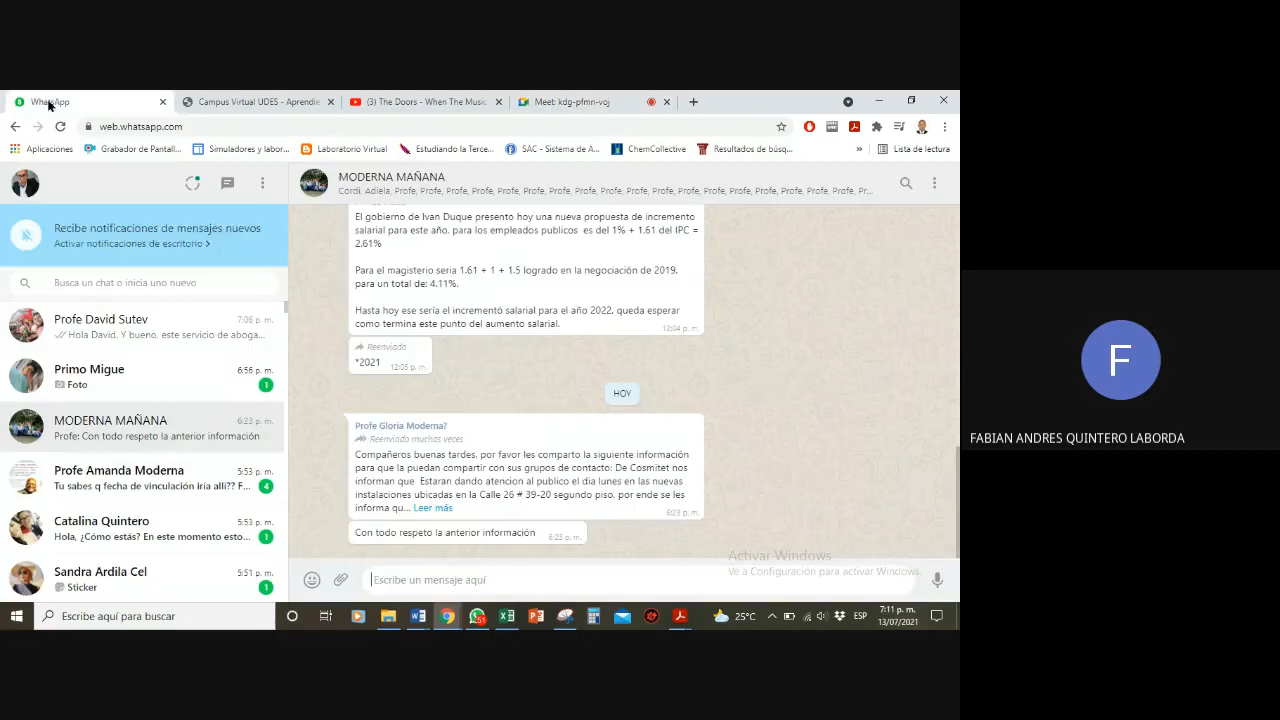 WhatsApp
Campus Virtual UDES - Aprendie
(3) The Doors - When The Music
Meet: kdg-pfmn-voj
web.whatsapp.com
Aplicaciones
Grabador de Pantall...
Simuladores y labor...
Laboratorio Virtual
Estudiando la Terce...
SAC - Sistema de A...
ChemCollective
Resultados de búsq...
»
Lista de lectura
MODERNA MAÑANA
Cordi, Adiela, Profe, Profe, Profe, Profe, Profe, Profe, Profe, Profe, Profe, Profe, Profe, Profe, Profe, Profe, Profe, Profe, Profe, Profe, Pr...
Recibe notificaciones de mensajes nuevos
Activar notificaciones de escritorio >
Busca un chat o inicia uno nuevo
Profe David Sutev
7:06 p. m.
Hola David. Y bueno, este servicio de aboga...
Primo Migue
6:56 p. m.
Foto
1
MODERNA MAÑANA
6:23 p. m.
Profe: Con todo respeto la anterior información
Profe Amanda Moderna
5:53 p. m.
Tu sabes q fecha de vinculación iría allí?? F...
4
Catalina Quintero
5:53 p. m.
Hola, ¿Cómo estás? En este momento esto...
1
Sandra Ardila Cel
5:51 p. m.
Sticker
1
El gobierno de Ivan Duque presento hoy una nueva propuesta de incremento
salarial para este año, para los empleados publicos es del 1% + 1.61 del IPC =
2.61%
Para el magisterio seria 1.61 + 1 + 1.5 logrado en la negociación de 2019,
para un total de: 4.11%.
Hasta hoy ese sería el incrementó salarial para el año 2022, queda esperar
como termina este punto del aumento salarial.
12:04 p. m.
Reenviado
*2021
12:05 p. m.
HOY
Profe Gloria Moderna?
Reenviado muchas veces
Compañeros buenas tardes, por favor les comparto la siguiente información
para que la puedan compartir con sus grupos de contacto: De Cosmitet nos
informan que Estaran dando atencion al publico el dia lunes en las nuevas
instalaciones ubicadas en la Calle 26 # 39-20 segundo piso, por ende se les
informa qu... Leer más
6:23 p. m.
Con todo respeto la anterior información
6:23 p. m.
Activar Windows
Ve a Configuración para activar Windows.
Escribe un mensaje aquí
Escribe aquí para buscar
51
25°C
ESP
7:11 p. m.
13/07/2021
F
FABIAN ANDRES QUINTERO LABORDA